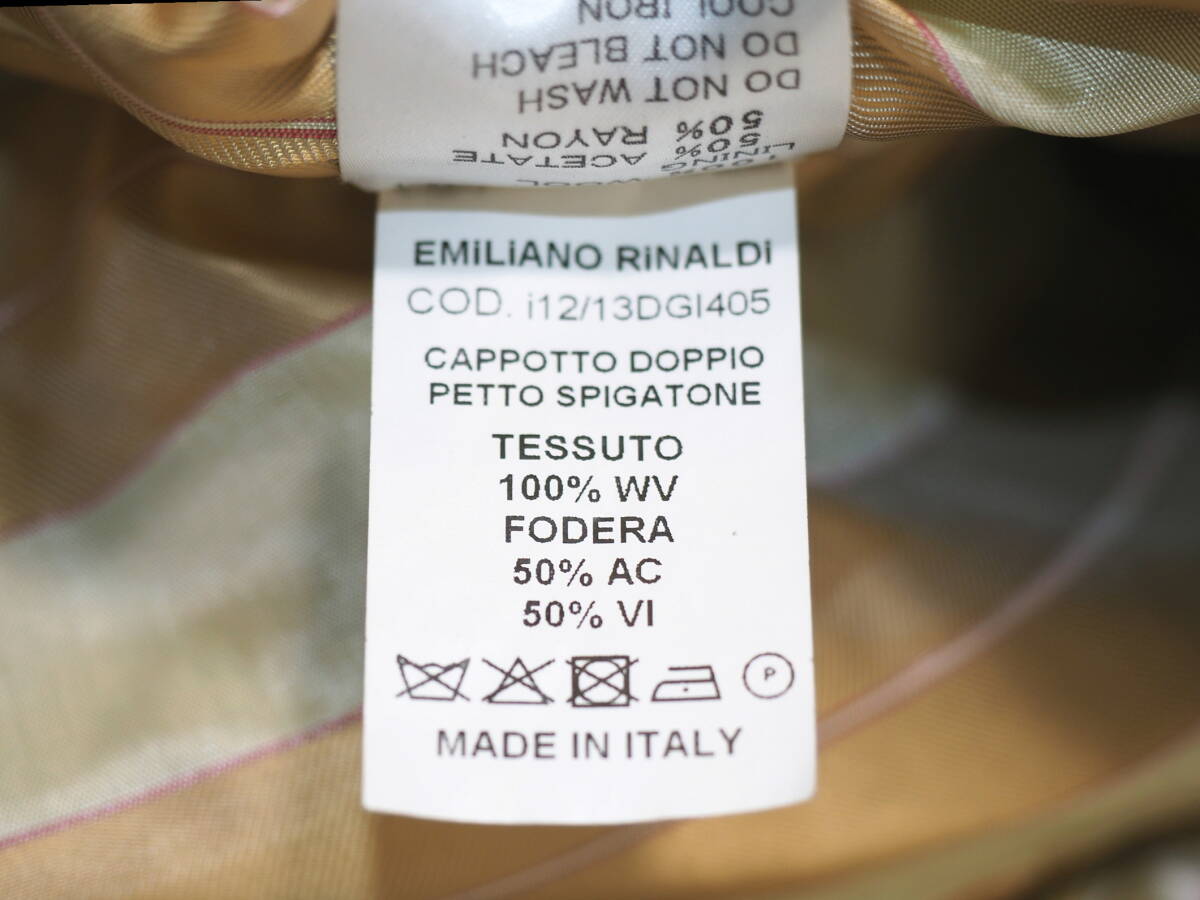 COOL IRON
DO NOT BLEACH
DO NOT WASH
50% RAYON
50% ACETATE
LINING
WOOL
EMiLiANO RiNALDi
COD. i12/13DGI405
CAPPOTTO DOPPIO
PETTO SPIGATONE
TESSUTO
100% WV
FODERA
50% AC
50% VI
P
MADE IN ITALY